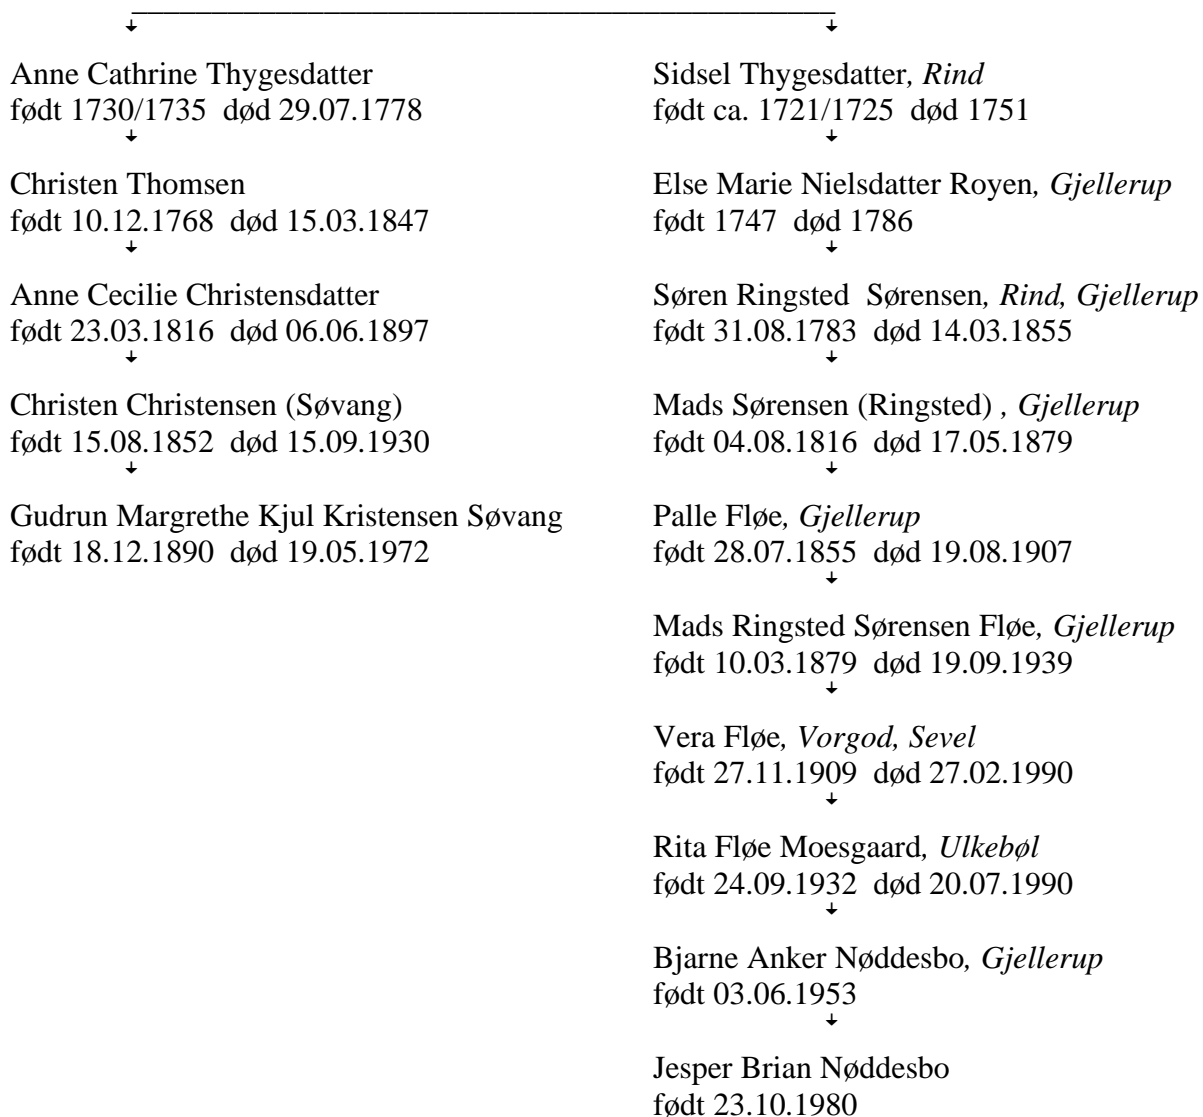 Anne Cathrine Thygesdatter
født 1730/1735  død 29.07.1778
Christen Thomsen
født 10.12.1768  død 15.03.1847
Anne Cecilie Christensdatter
født 23.03.1816  død 06.06.1897
Christen Christensen (Søvang)
født 15.08.1852  død 15.09.1930
Gudrun Margrethe Kjul Kristensen Søvang
født 18.12.1890  død 19.05.1972
Sidsel Thygesdatter, Rind
født ca. 1721/1725  død 1751
Else Marie Nielsdatter Royen, Gjellerup
født 1747  død 1786
Søren Ringsted  Sørensen, Rind, Gjellerup
født 31.08.1783  død 14.03.1855
Mads Sørensen (Ringsted) , Gjellerup
født 04.08.1816  død 17.05.1879
Palle Fløe, Gjellerup
født 28.07.1855  død 19.08.1907
Mads Ringsted Sørensen Fløe, Gjellerup
født 10.03.1879  død 19.09.1939
Vera Fløe, Vorgod, Sevel
født 27.11.1909  død 27.02.1990
Rita Fløe Moesgaard, Ulkebøl
født 24.09.1932  død 20.07.1990
Bjarne Anker Nøddesbo, Gjellerup
født 03.06.1953
Jesper Brian Nøddesbo
født 23.10.1980